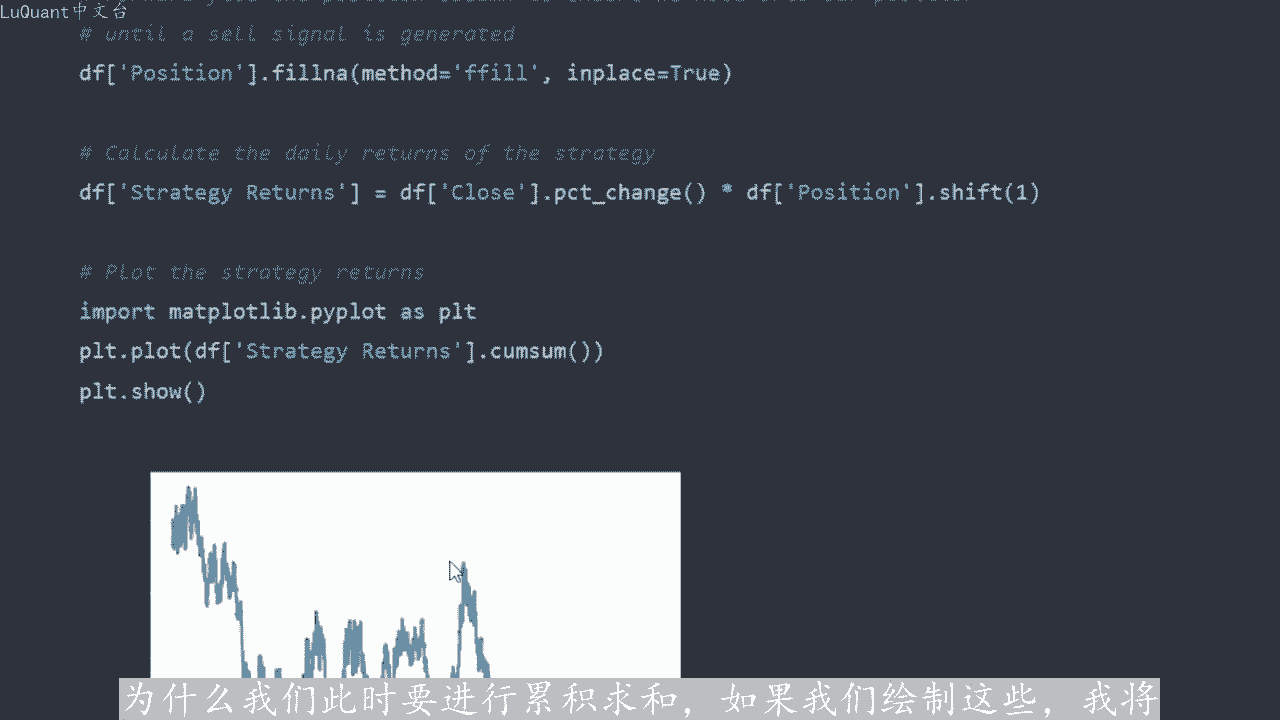 LuQuant中文台
# until a sell signal is generated
df['Position'].fillna(method='ffill', inplace=True)
# Calculate the daily returns of the strategy
df['Strategy Returns'] = df['Close'].pct_change() * df['Position'].shift(1)
# Plot the strategy returns
import matplotlib.pyplot as plt
plt.plot(df['Strategy Returns'].cumsum())
plt.show()
为什么我们此时要进行累积求和，如果我们绘制这些，我将